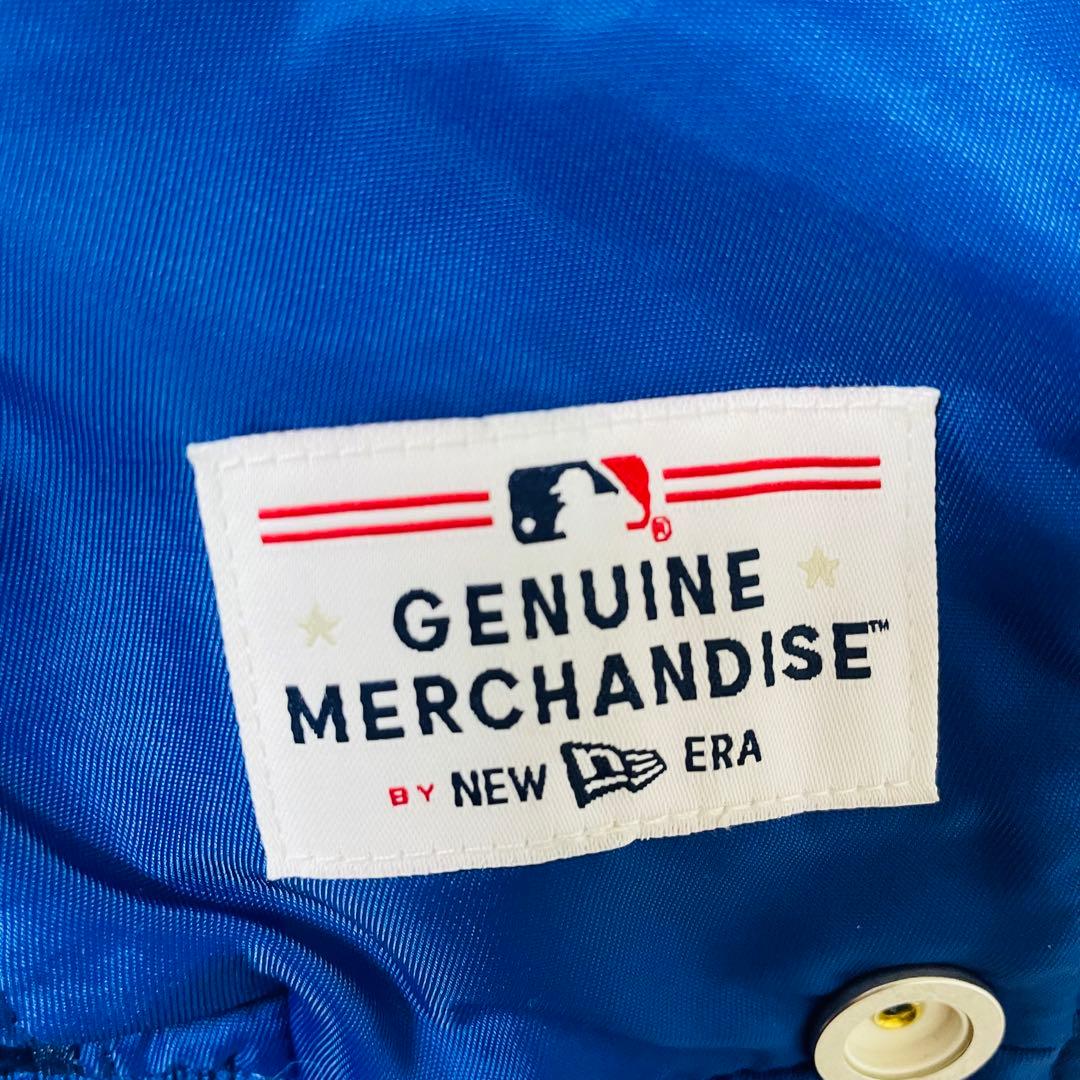 ®
GENUINE
MERCHANDISE™
BY NEW ERA